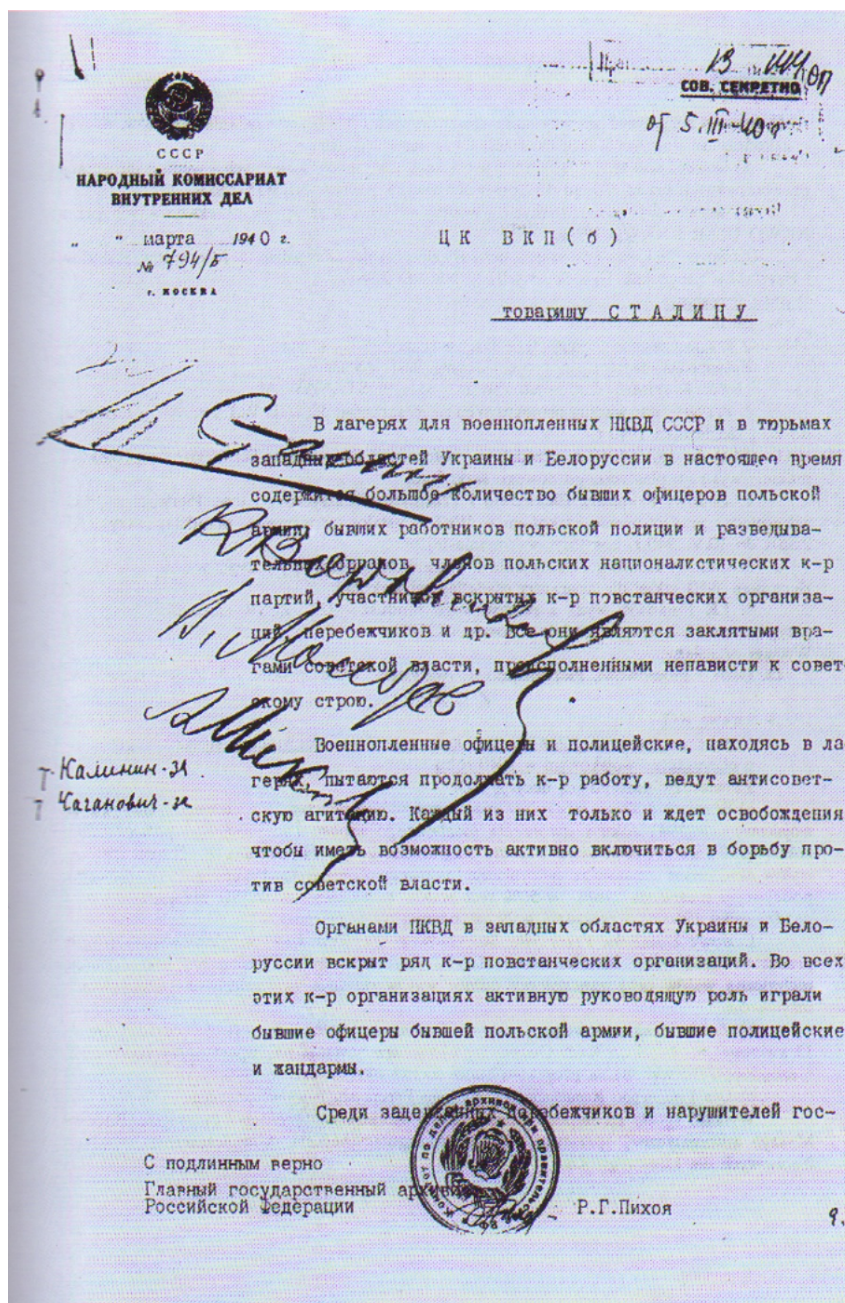 СОВ. СЕКРЕТНО
от 5.III-40г
СССР
НАРОДНЫЙ КОМИССАРИАТ
ВНУТРЕННИХ ДЕЛ
" " марта 1940 г.
№ 794/Б
г. МОСКВА
ЦК ВКП(б)
товарищу СТАЛИНУ
В лагерях для военнопленных НКВД СССР и в тюрьмах
западных областей Украины и Белоруссии в настоящее время
содержится большое количество бывших офицеров польской
армии, бывших работников польской полиции и разведыва-
тельных органов, членов польских националистических к-р
партий, участников вскрытых к-р повстанческих организа-
ций, перебежчиков и др. Все они являются заклятыми вра-
гами советской власти, преисполненными ненависти к совет-
скому строю.
Военнопленные офицеры и полицейские, находясь в ла
герях, пытаются продолжать к-р работу, ведут антисовет-
скую агитацию. Каждый из них только и ждет освобождения
чтобы иметь возможность активно включиться в борьбу про-
тив советской власти.
т. Калинин - за
т. Каганович - за
Органами НКВД в западных областях Украины и Бело-
руссии вскрыт ряд к-р повстанческих организаций. Во всех
этих к-р организациях активную руководящую роль играли
бывшие офицеры бывшей польской армии, бывшие полицейские
и жандармы.
Среди задержанных перебежчиков и нарушителей гос-
С подлинным верно
Главный государственный архивист
Российской Федерации
Р.Г.Пихоя
9.